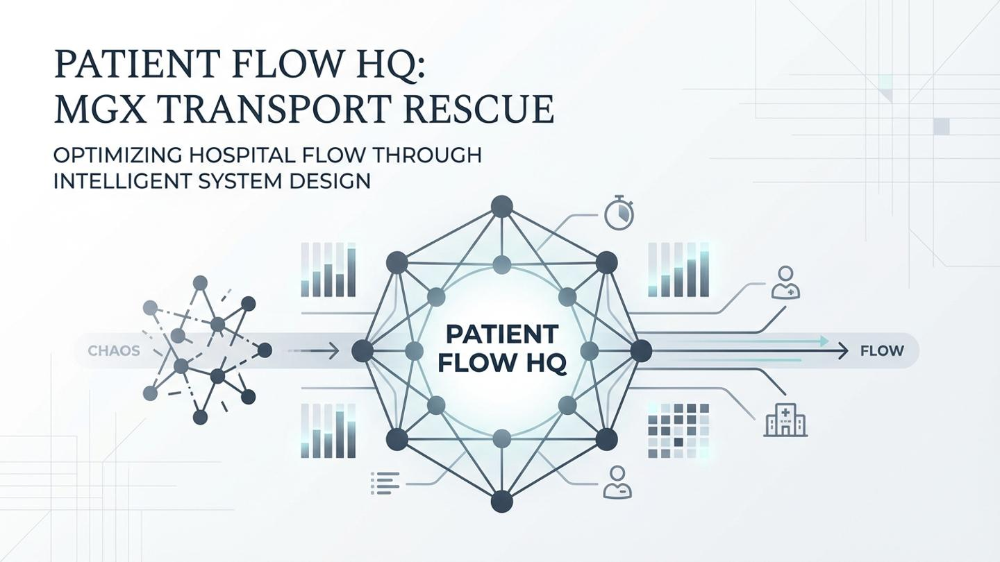 PATIENT FLOW HQ:
MGX TRANSPORT RESCUE
OPTIMIZING HOSPITAL FLOW THROUGH
INTELLIGENT SYSTEM DESIGN
CHAOS
PATIENT
FLOW HQ
FLOW